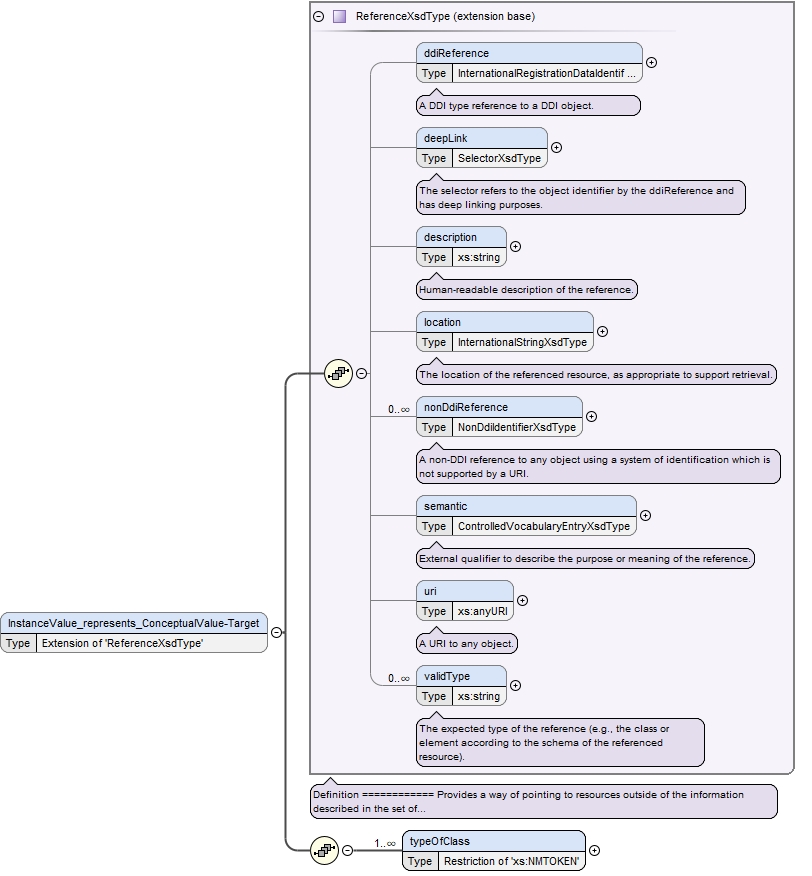 ReferenceXsdType (extension base)
ddiReference
Type InternationalRegistrationDataIdentif ...
A DDI type reference to a DDI object.
deepLink
Type SelectorXsdType
The selector refers to the object identifier by the ddiReference and
has deep linking purposes.
description
Type xs:string
Human-readable description of the reference.
location
Type InternationalStringXsdType
The location of the referenced resource, as appropriate to support retrieval.
0..∞ nonDdiReference
Type NonDdiIdentifierXsdType
A non-DDI reference to any object using a system of identification which is
not supported by a URI.
semantic
Type ControlledVocabularyEntryXsdType
External qualifier to describe the purpose or meaning of the reference.
uri
Type xs:anyURI
A URI to any object.
InstanceValue_represents_ConceptualValue-Target
Type Extension of 'ReferenceXsdType'
0..∞ validType
Type xs:string
The expected type of the reference (e.g., the class or
element according to the schema of the referenced
resource).
Definition ============ Provides a way of pointing to resources outside of the information
described in the set of...
1..∞ typeOfClass
Type Restriction of 'xs:NMTOKEN'